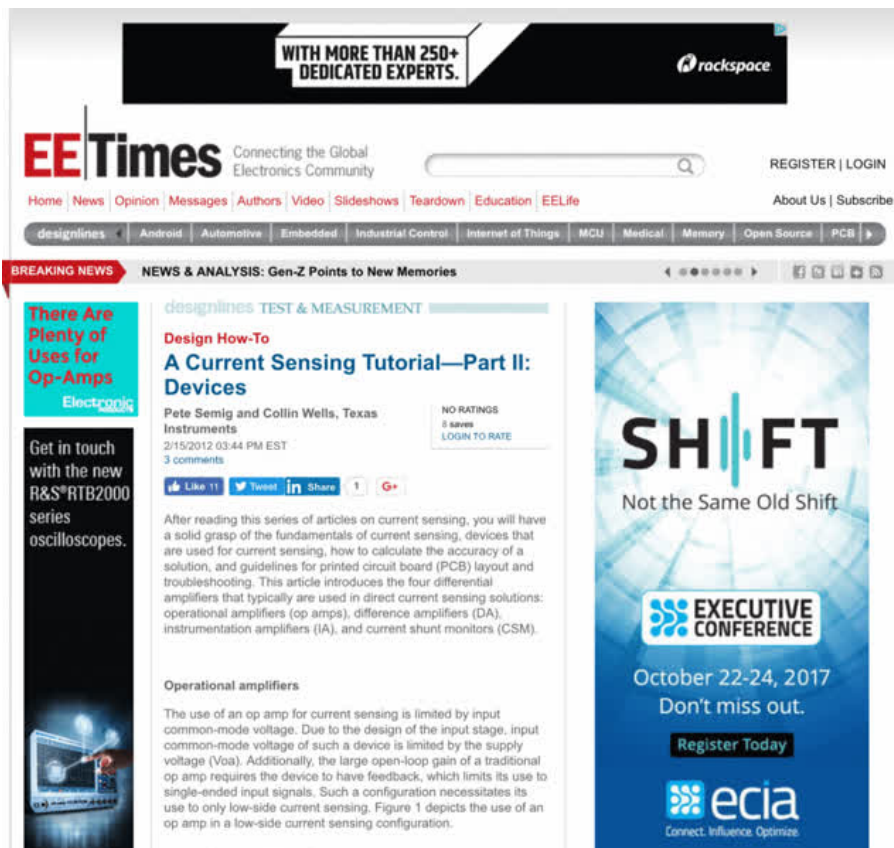 WITH MORE THAN 250+
DEDICATED EXPERTS.
rackspace
EE Times
Connecting the Global
Electronics Community
REGISTER | LOGIN
Home News Opinion Messages Authors Video Slideshows Teardown Education EELife
About Us | Subscribe
designlines Android Automotive Embedded Industrial Control Internet of Things MCU Medical Memory Open Source PCB
BREAKING NEWS NEWS & ANALYSIS: Gen-Z Points to New Memories
There Are
Plenty of
Uses for
Op-Amps
Electronic
PRODUCTS
Get in touch
with the new
R&S®RTB2000
series
oscilloscopes.
designlines TEST & MEASUREMENT
Design How-To
A Current Sensing Tutorial—Part II:
Devices
Pete Semig and Collin Wells, Texas
Instruments
2/15/2012 03:44 PM EST
3 comments
NO RATINGS
8 saves
LOGIN TO RATE
Like 11 Tweet in Share 1 G+
After reading this series of articles on current sensing, you will have
a solid grasp of the fundamentals of current sensing, devices that
are used for current sensing, how to calculate the accuracy of a
solution, and guidelines for printed circuit board (PCB) layout and
troubleshooting. This article introduces the four differential
amplifiers that typically are used in direct current sensing solutions:
operational amplifiers (op amps), difference amplifiers (DA),
instrumentation amplifiers (IA), and current shunt monitors (CSM).
Operational amplifiers
The use of an op amp for current sensing is limited by input
common-mode voltage. Due to the design of the input stage, input
common-mode voltage of such a device is limited by the supply
voltage (Voa). Additionally, the large open-loop gain of a traditional
op amp requires the device to have feedback, which limits its use to
single-ended input signals. Such a configuration necessitates its
use to only low-side current sensing. Figure 1 depicts the use of an
op amp in a low-side current sensing configuration.
SHIFT
Not the Same Old Shift
EXECUTIVE
CONFERENCE
October 22-24, 2017
Don't miss out.
Register Today
ecia
Connect. Influence. Optimize.